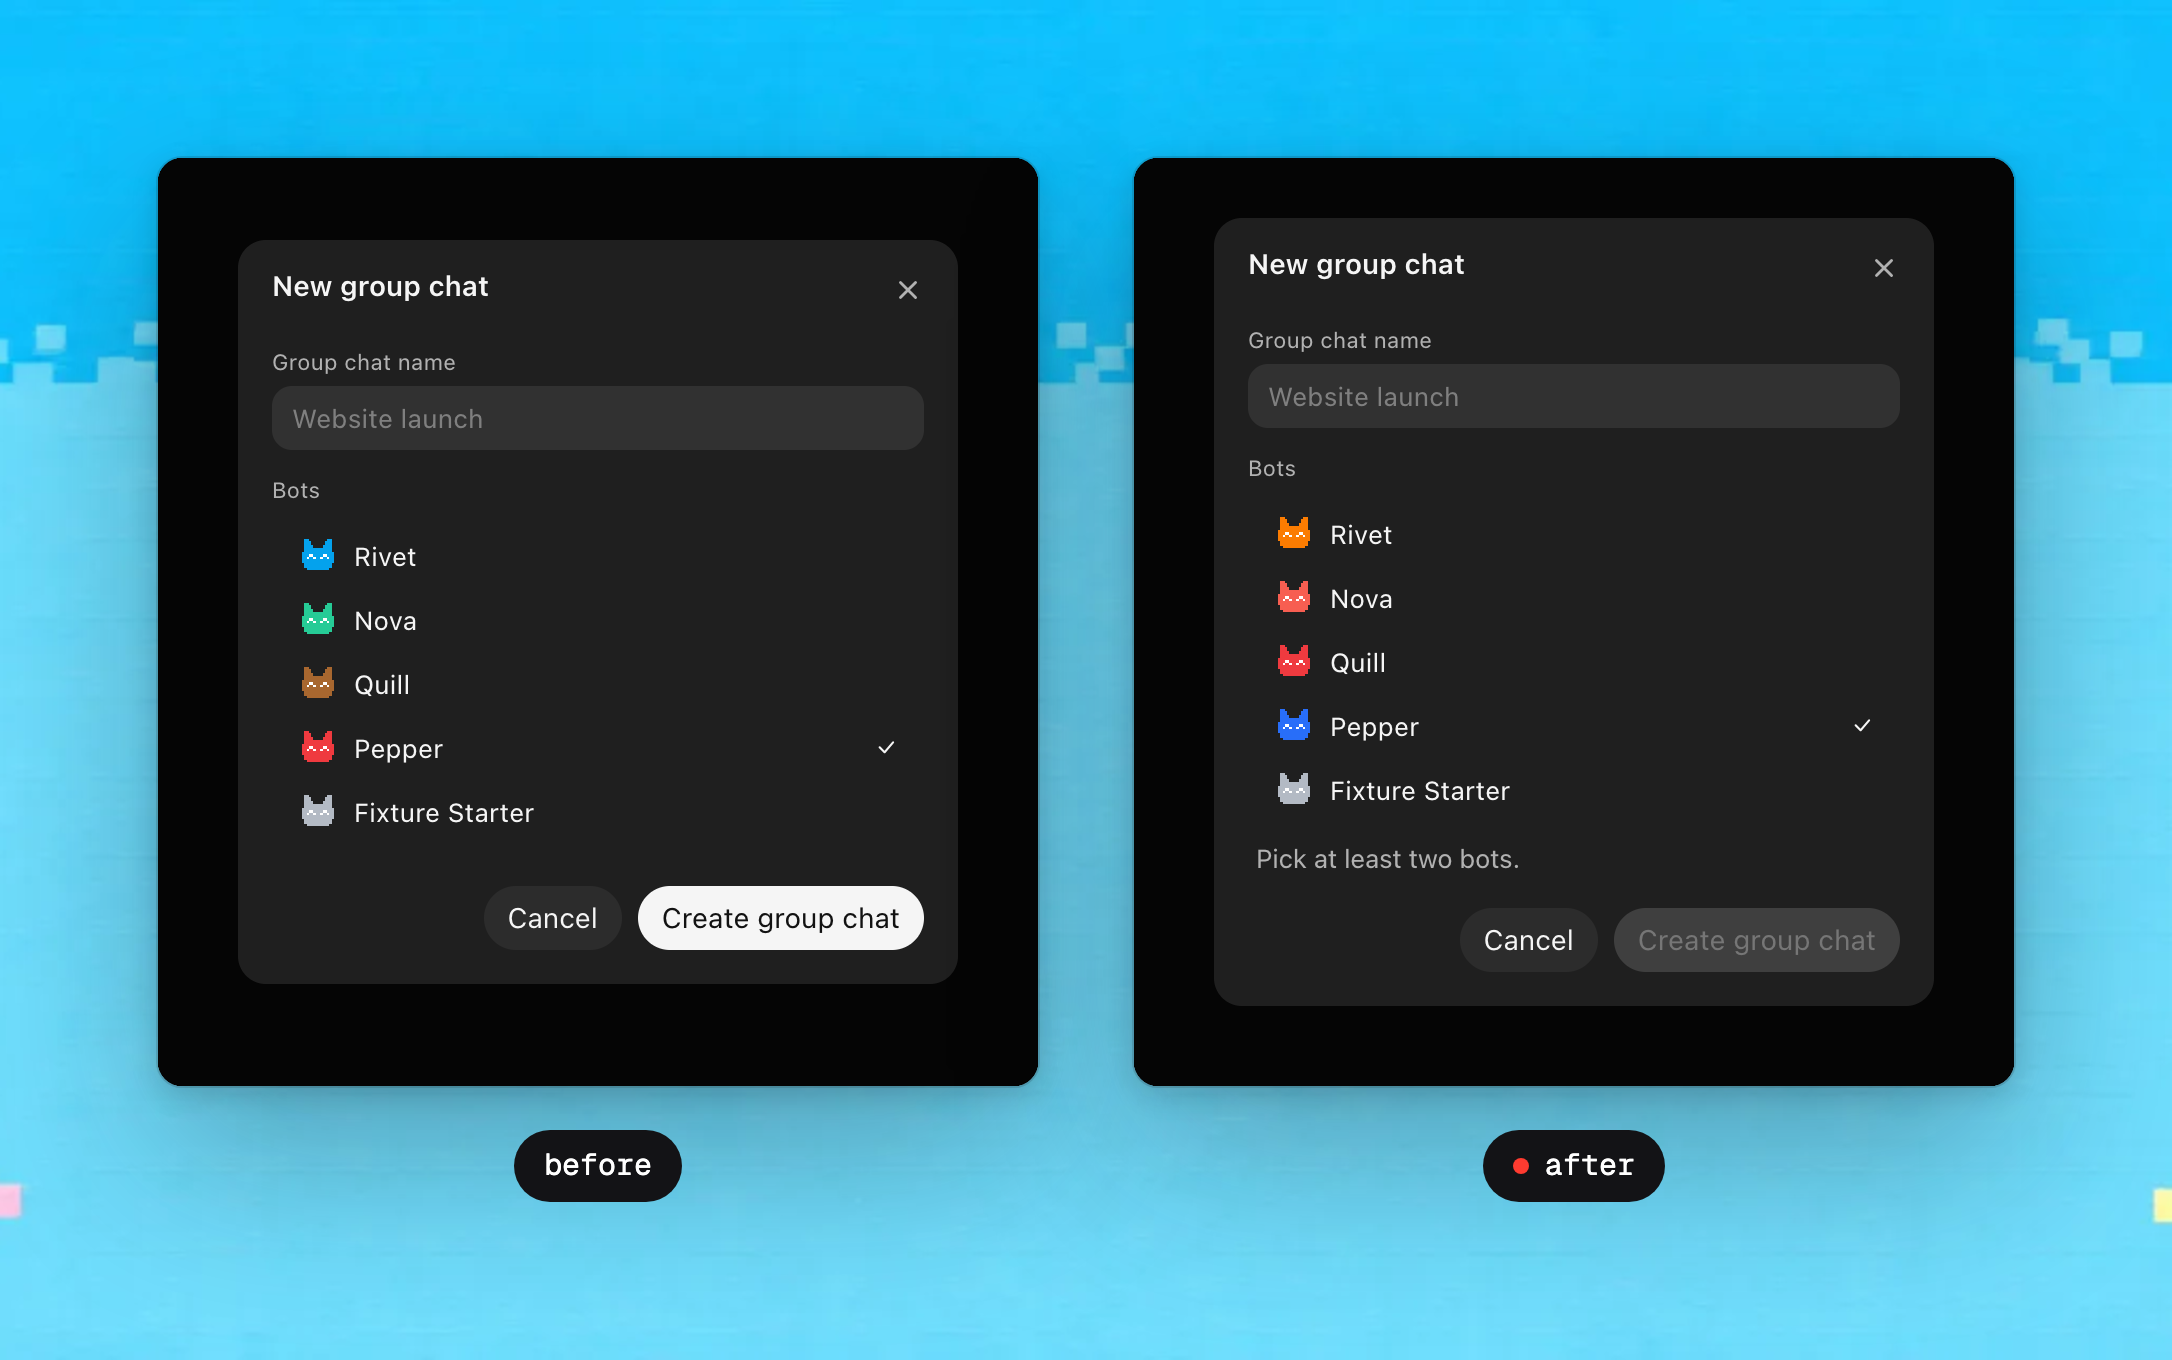 New group chat
Group chat name
Website launch
Bots
Rivet
Nova
Quill
Pepper
Fixture Starter
Cancel
Create group chat
before
New group chat
Group chat name
Website launch
Bots
Rivet
Nova
Quill
Pepper
Fixture Starter
Pick at least two bots.
Cancel
Create group chat
after